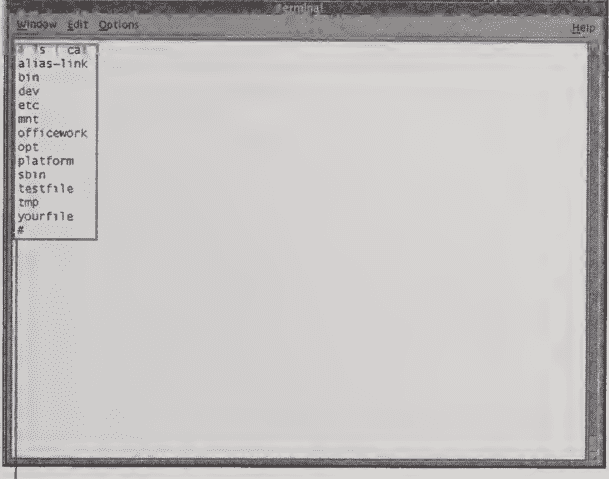 Terminal
Window Edit Options Help
# ls | cat
alias-link
bin
dev
etc
mnt
officework
opt
platform
sbin
testfile
tmp
yourfile
#